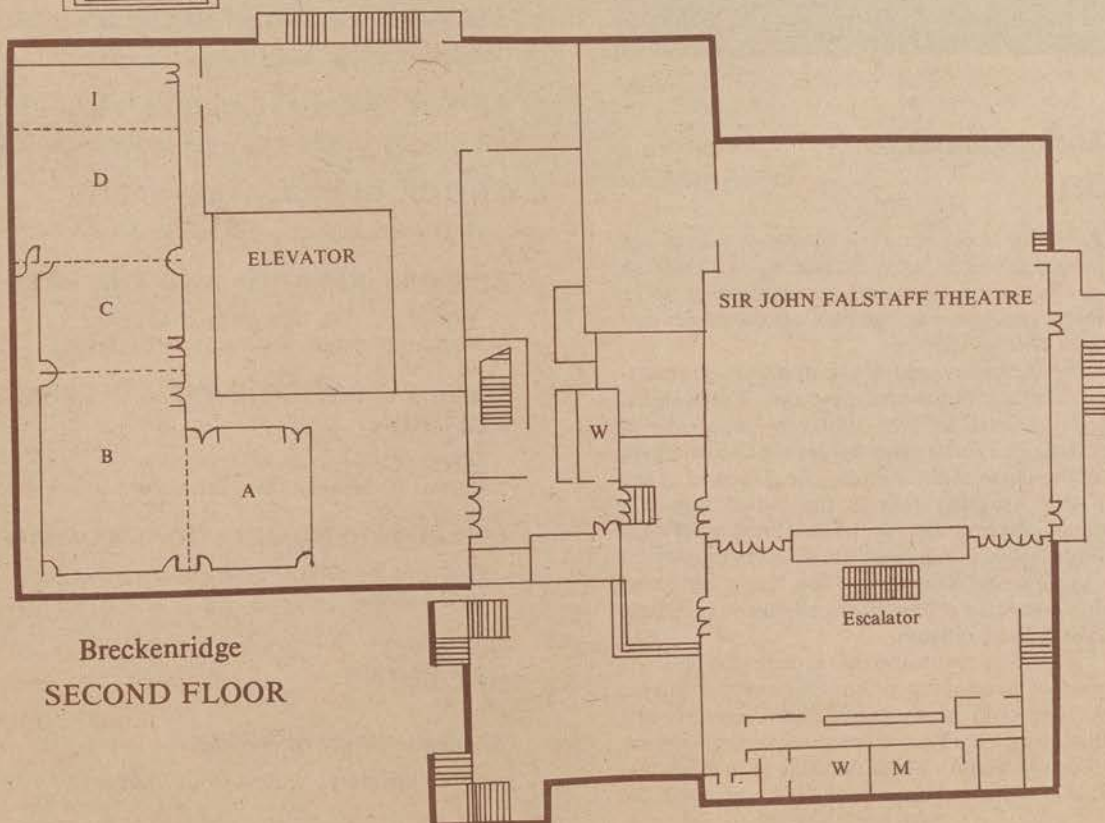 I
D
ELEVATOR
SIR JOHN FALSTAFF THEATRE
C
W
B
A
Escalator
Breckenridge
SECOND FLOOR
W M